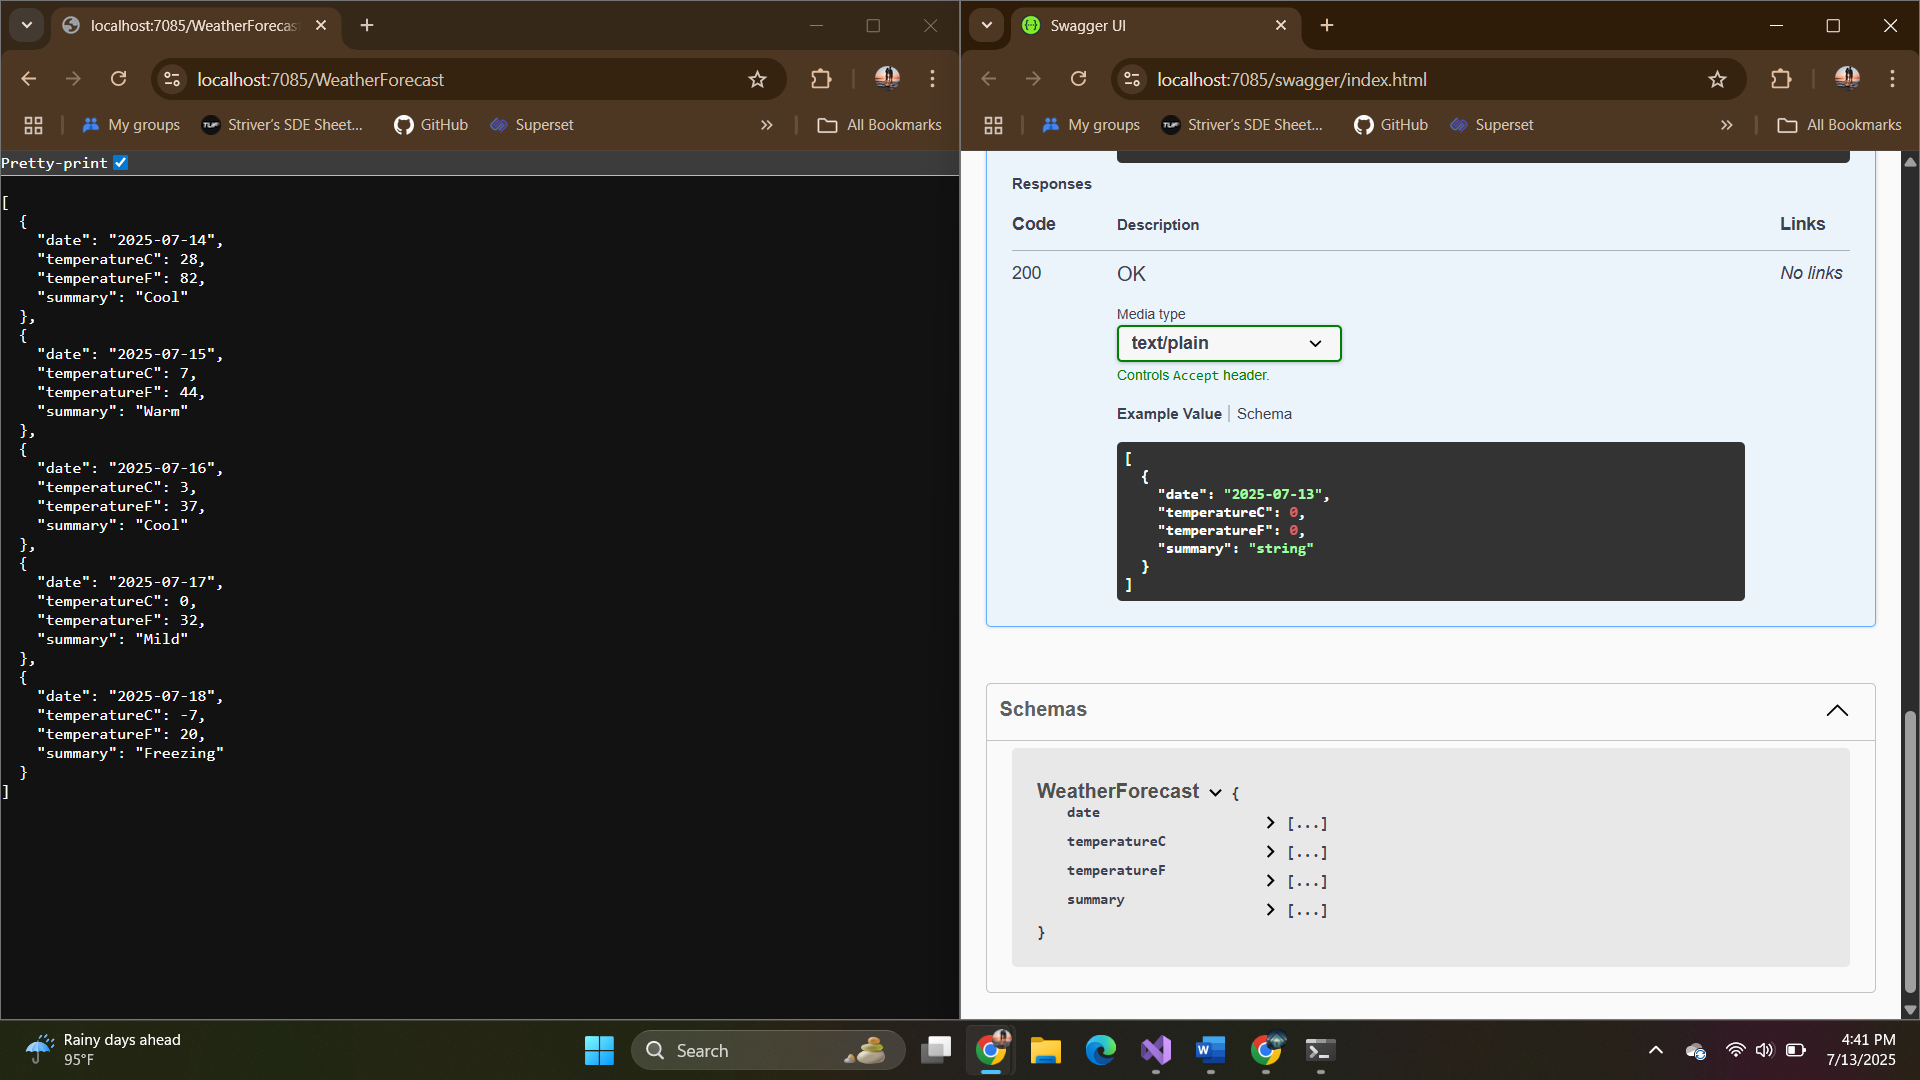 localhost:7085/WeatherForecas
localhost:7085/WeatherForecast
My groups
TUF
Striver's SDE Sheet...
GitHub
Superset
All Bookmarks
Pretty-print
[
{
"date": "2025-07-14",
"temperatureC": 28,
"temperatureF": 82,
"summary": "Cool"
},
{
"date": "2025-07-15",
"temperatureC": 7,
"temperatureF": 44,
"summary": "Warm"
},
{
"date": "2025-07-16",
"temperatureC": 3,
"temperatureF": 37,
"summary": "Cool"
},
{
"date": "2025-07-17",
"temperatureC": 0,
"temperatureF": 32,
"summary": "Mild"
},
{
"date": "2025-07-18",
"temperatureC": -7,
"temperatureF": 20,
"summary": "Freezing"
}
]
Swagger UI
localhost:7085/swagger/index.html
My groups
TUF
Striver's SDE Sheet...
GitHub
Superset
All Bookmarks
Responses
Code Description Links
200 OK No links
Media type
text/plain
Controls Accept header.
Example Value Schema
[
{
"date": "2025-07-13",
"temperatureC": 0,
"temperatureF": 0,
"summary": "string"
}
]
Schemas
WeatherForecast {
date [...]
temperatureC [...]
temperatureF [...]
summary [...]
}
Rainy days ahead
95°F
Search
4:41 PM
7/13/2025